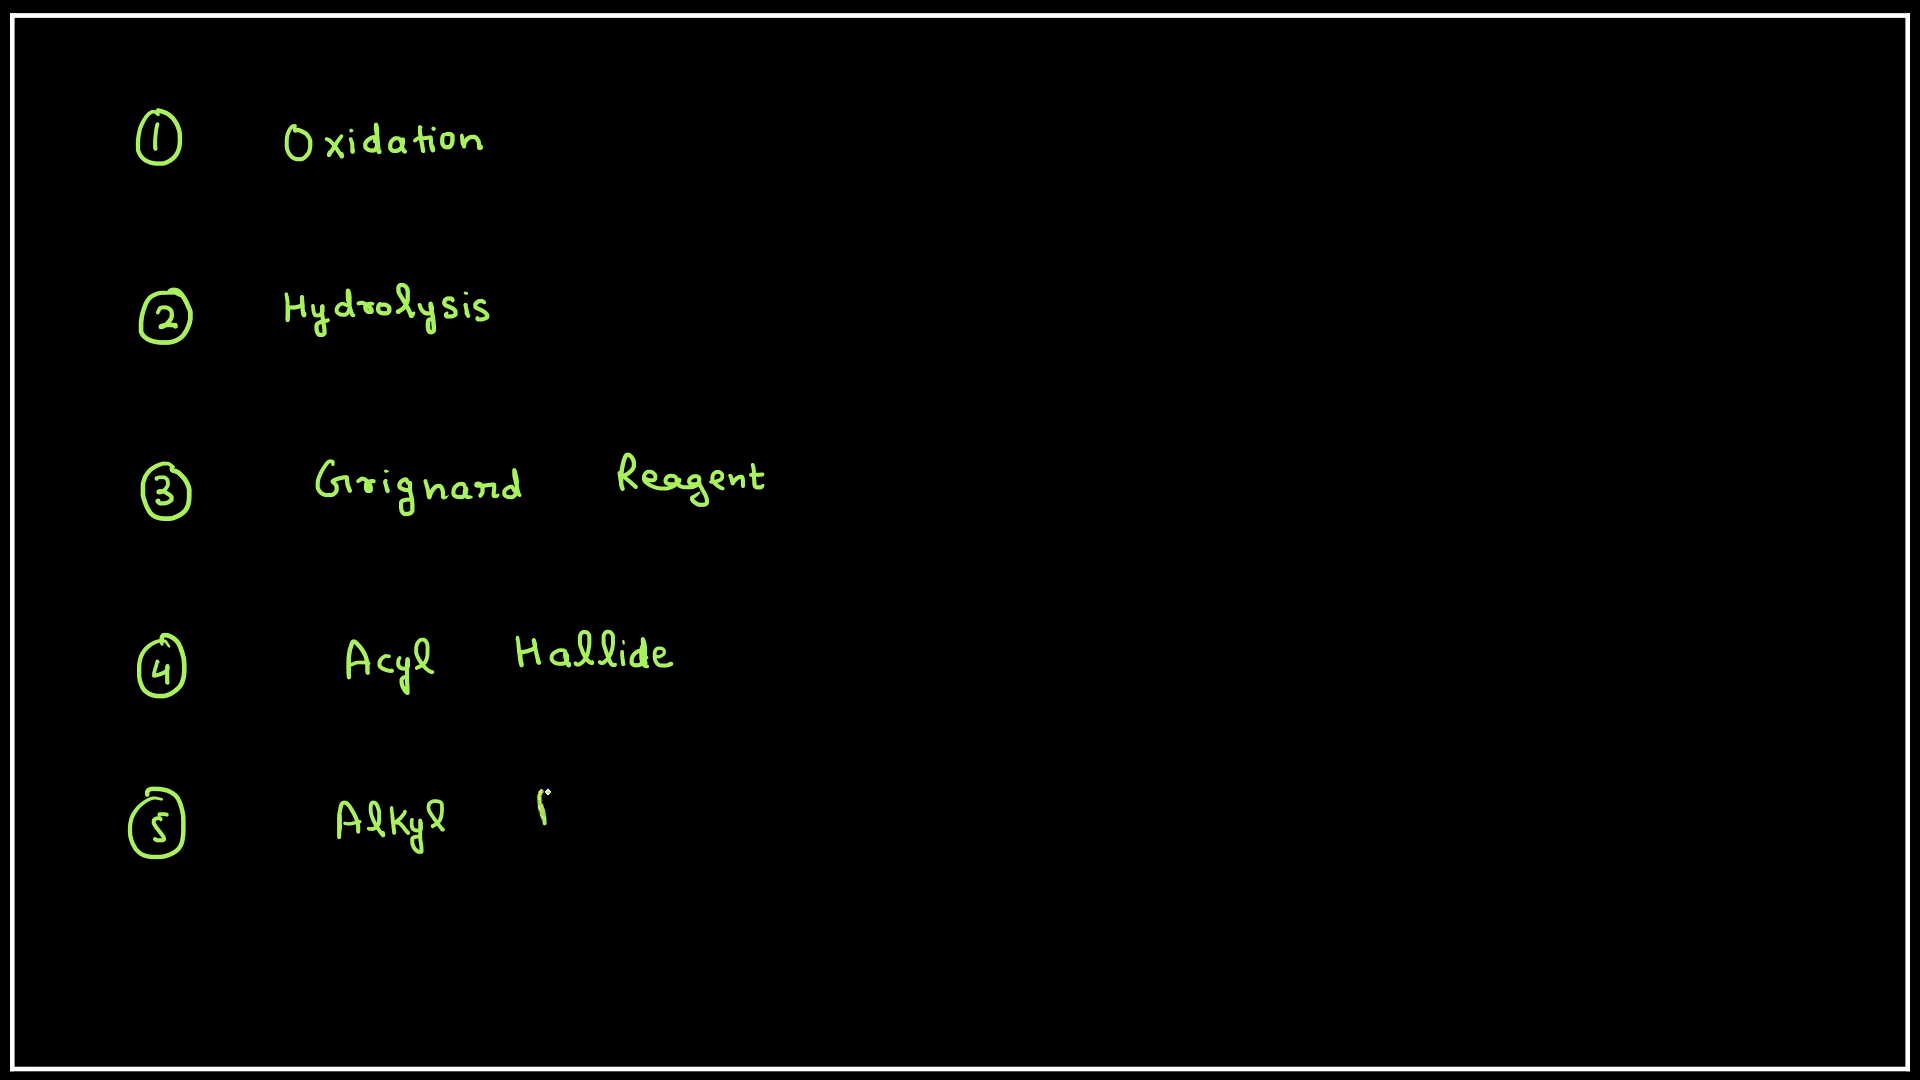 ① Oxidation
② Hydrolysis
③ Grignard Reagent
④ Acyl Hallide
⑤ Alkyl